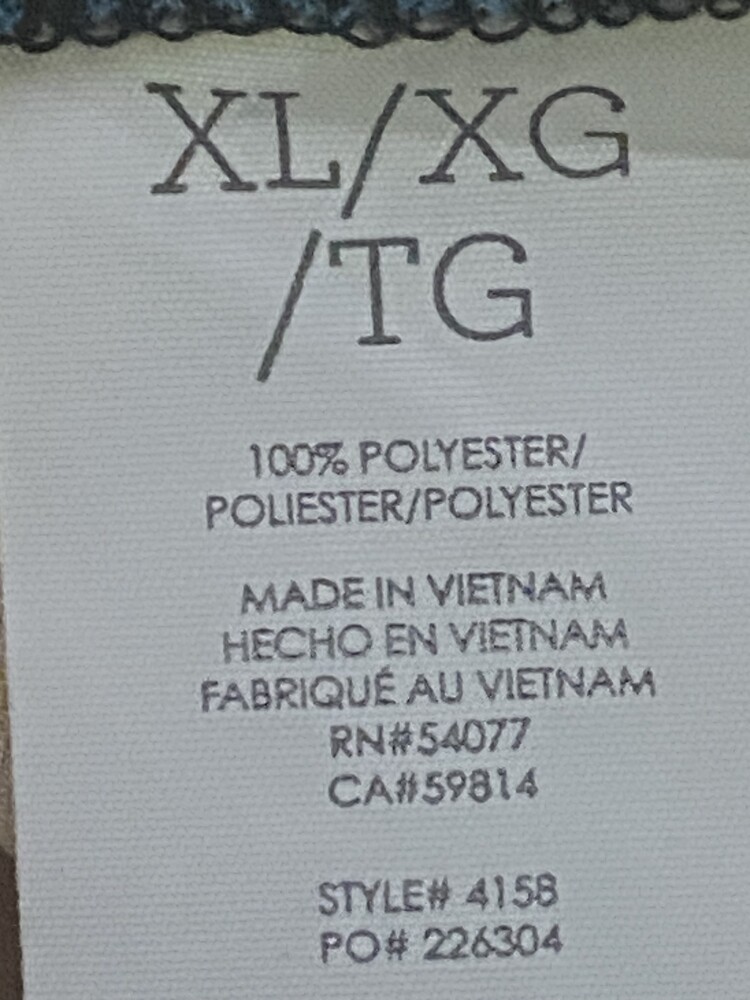 XL/XG
/TG
100% POLYESTER/
POLIESTER/POLYESTER
MADE IN VIETNAM
HECHO EN VIETNAM
FABRIQUÉ AU VIETNAM
RN#54077
CA#59814
STYLE# 4158
PO# 226304